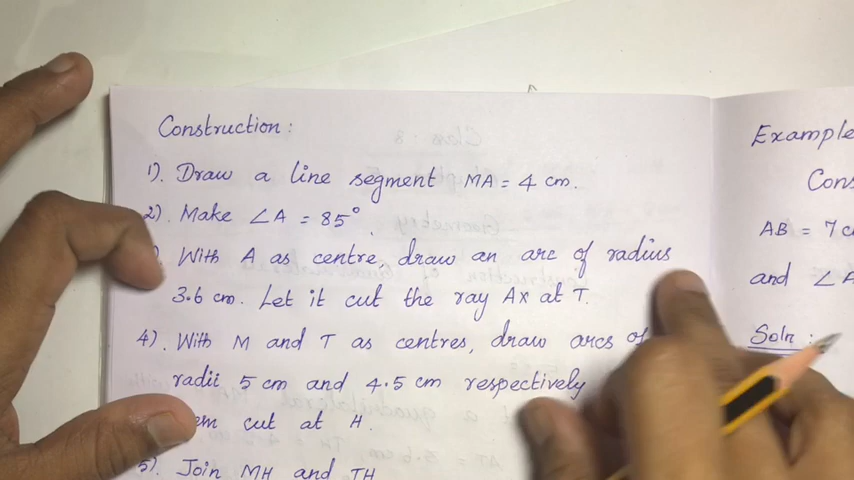 Construction:
1). Draw a line segment MA = 4 cm.
2). Make ∠A = 85°.
). With A as centre, draw an arc of radius
3.6 cm. Let it cut the ray AX at T.
4). With M and T as centres, draw arcs of
radii 5 cm and 4.5 cm respectively
cut at H.
5). Join MH and TH
Example
Cons
AB = 7 c
and ∠A
Soln :